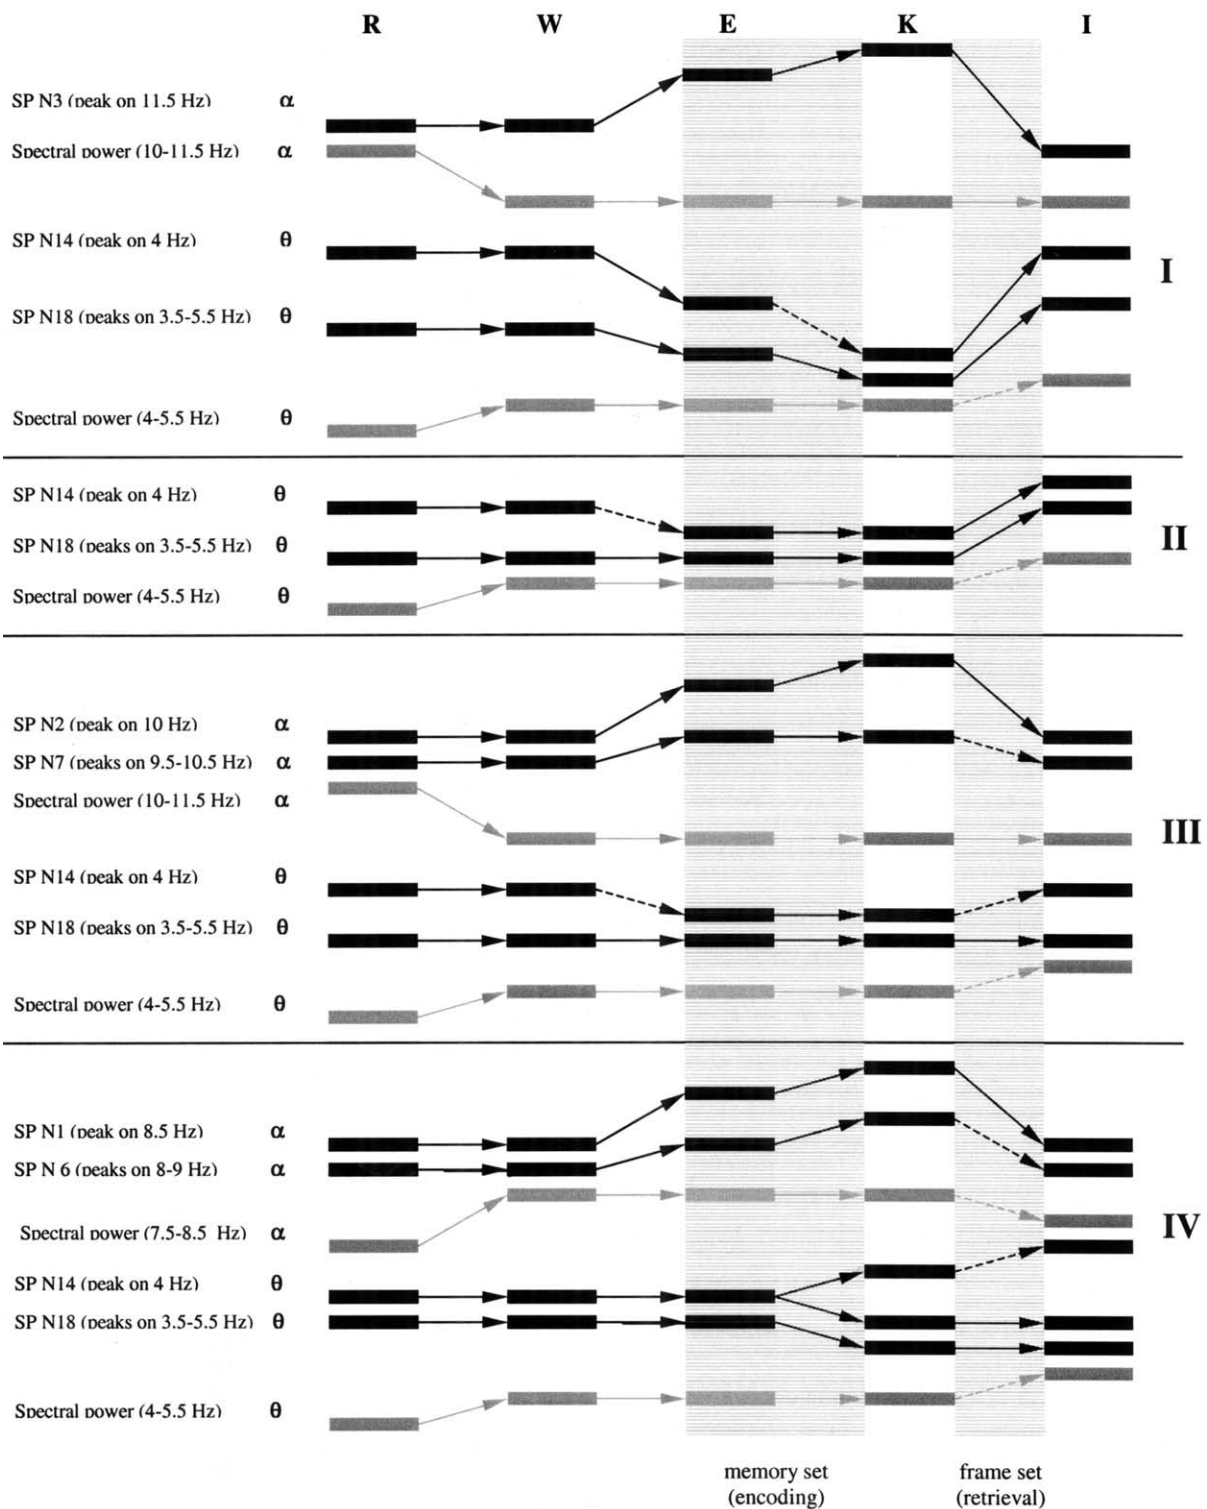 R W E K I
SP N3 (peak on 11.5 Hz) α
Spectral power (10-11.5 Hz) α
SP N14 (peak on 4 Hz) θ
I
SP N18 (peaks on 3.5-5.5 Hz) θ
Spectral power (4-5.5 Hz) θ
SP N14 (peak on 4 Hz) θ
II
SP N18 (peaks on 3.5-5.5 Hz) θ
Spectral power (4-5.5 Hz) θ
SP N2 (peak on 10 Hz) α
SP N7 (peaks on 9.5-10.5 Hz) α
Spectral power (10-11.5 Hz) α
III
SP N14 (peak on 4 Hz) θ
SP N18 (peaks on 3.5-5.5 Hz) θ
Spectral power (4-5.5 Hz) θ
SP N1 (peak on 8.5 Hz) α
SP N 6 (peaks on 8-9 Hz) α
Spectral power (7.5-8.5 Hz) α
IV
SP N14 (peak on 4 Hz) θ
SP N18 (peaks on 3.5-5.5 Hz) θ
Spectral power (4-5.5 Hz) θ
memory set
(encoding)
frame set
(retrieval)